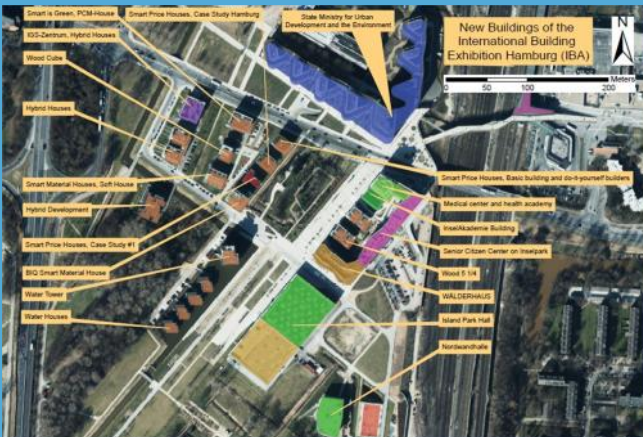 Smart is Green, PCM-House
Smart Price Houses, Case Study Hamburg
State Ministry for Urban
Development and the Environment
New Buildings of the
International Building
Exhibition Hamburg (IBA)
N
Meters
0
50
100
200
IGS-Zentrum, Hybrid Houses
Wood Cube
Hybrid Houses
Smart Material Houses, Soft House
Hybrid Development
Smart Price Houses, Case Study #1
BIQ Smart Material House
Water Tower
Water Houses
Smart Price Houses, Basic building and do-it-yourself builders
Medical center and health academy
InselAkademie Building
Senior Citizen Center on Inselpark
Wood 5 1/4
WÄLDERHAUS
Island Park Hall
Nordwandhalle